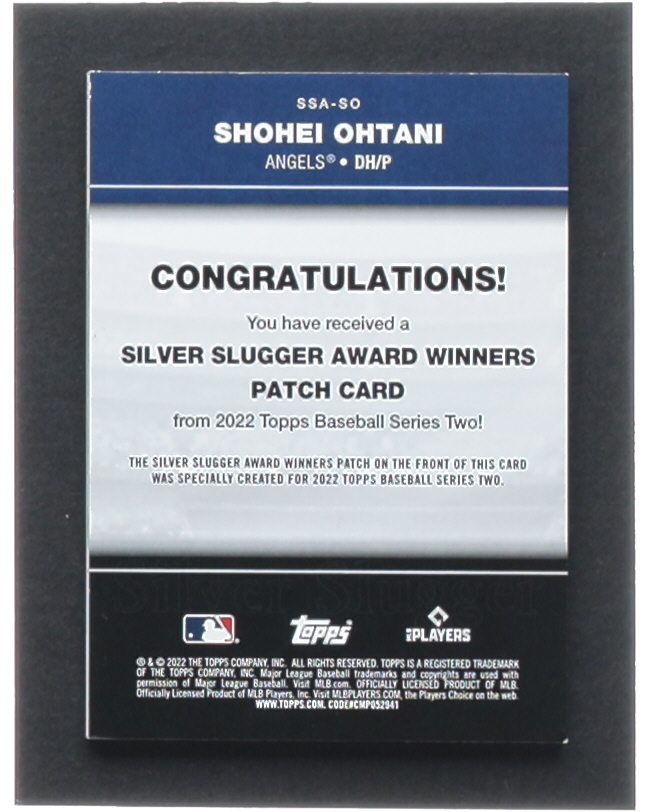 SSA-SO
SHOHEI OHTANI
ANGELS® • DH/P
CONGRATULATIONS!
You have received a
SILVER SLUGGER AWARD WINNERS
PATCH CARD
from 2022 Topps Baseball Series Two!
THE SILVER SLUGGER AWARD WINNERS PATCH ON THE FRONT OF THIS CARD
WAS SPECIALLY CREATED FOR 2022 TOPPS BASEBALL SERIES TWO.
Silver Slugger
topps
MLB PLAYERS
® & © 2022 THE TOPPS COMPANY, INC. ALL RIGHTS RESERVED. TOPPS IS A REGISTERED TRADEMARK
OF THE TOPPS COMPANY, INC. Major League Baseball trademarks and copyrights are used with
permission of Major League Baseball. Visit MLB.com. OFFICIALLY LICENSED PRODUCT OF MLB
Officially Licensed Product of MLB Players, Inc. Visit MLBPLAYERS.COM, the Players Choice on the web.
WWW.TOPPS.COM. CODE#CMP052941